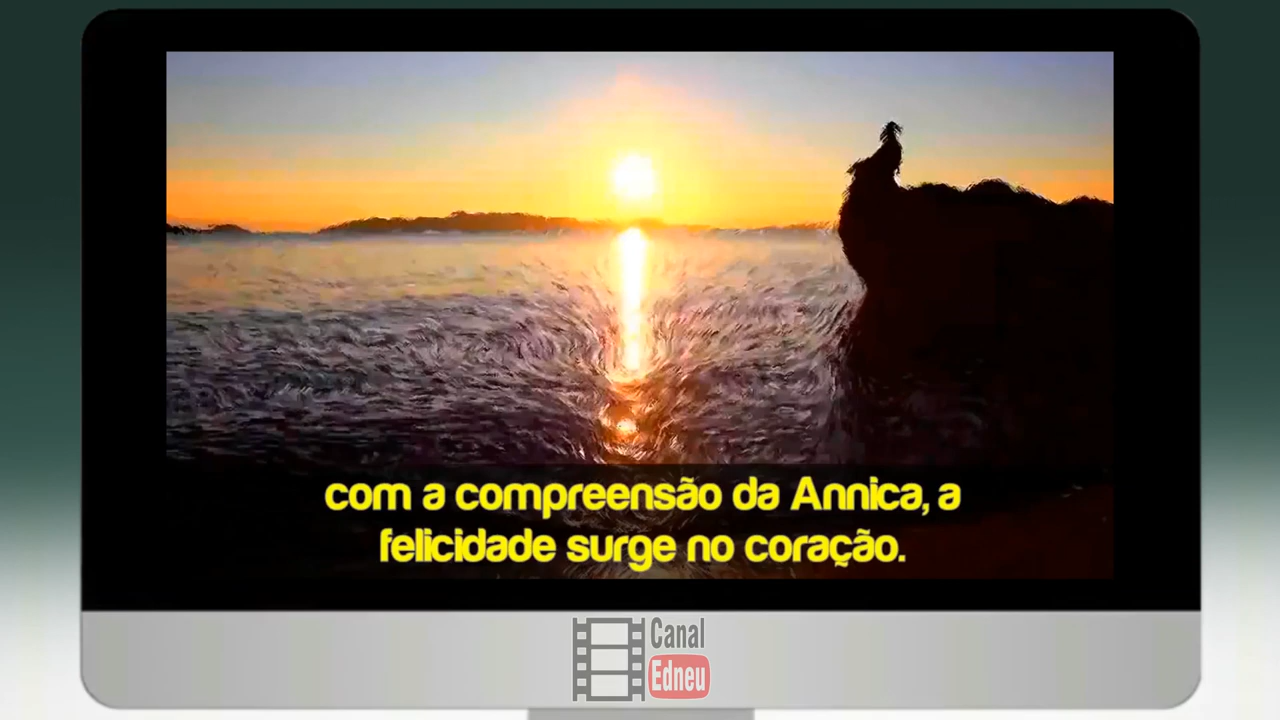 com a compreensão da Annica, a
felicidade surge no coração.
Canal
Edneu